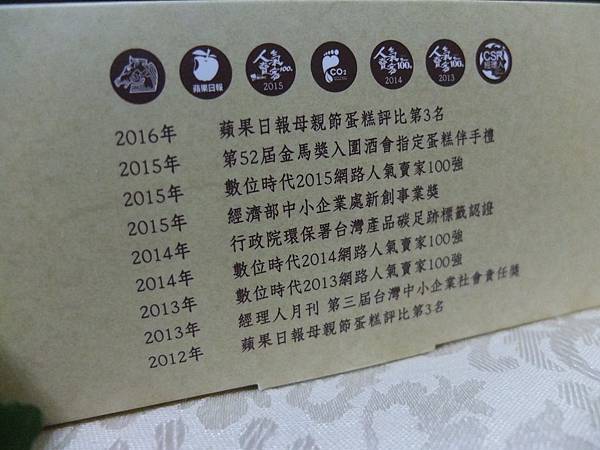 蘋果日報
人氣賣家100強 2015
CO2
人氣賣家100強 2014
人氣賣家100強 2013
CSR
經理人
2016年 蘋果日報母親節蛋糕評比第3名
2015年 第52屆金馬獎入圍酒會指定蛋糕伴手禮
2015年 數位時代2015網路人氣賣家100強
2015年 經濟部中小企業處新創事業獎
2014年 行政院環保署台灣產品碳足跡標籤認證
2014年 數位時代2014網路人氣賣家100強
2013年 數位時代2013網路人氣賣家100強
2013年 經理人月刊 第三屆台灣中小企業社會責任獎
2012年 蘋果日報母親節蛋糕評比第3名